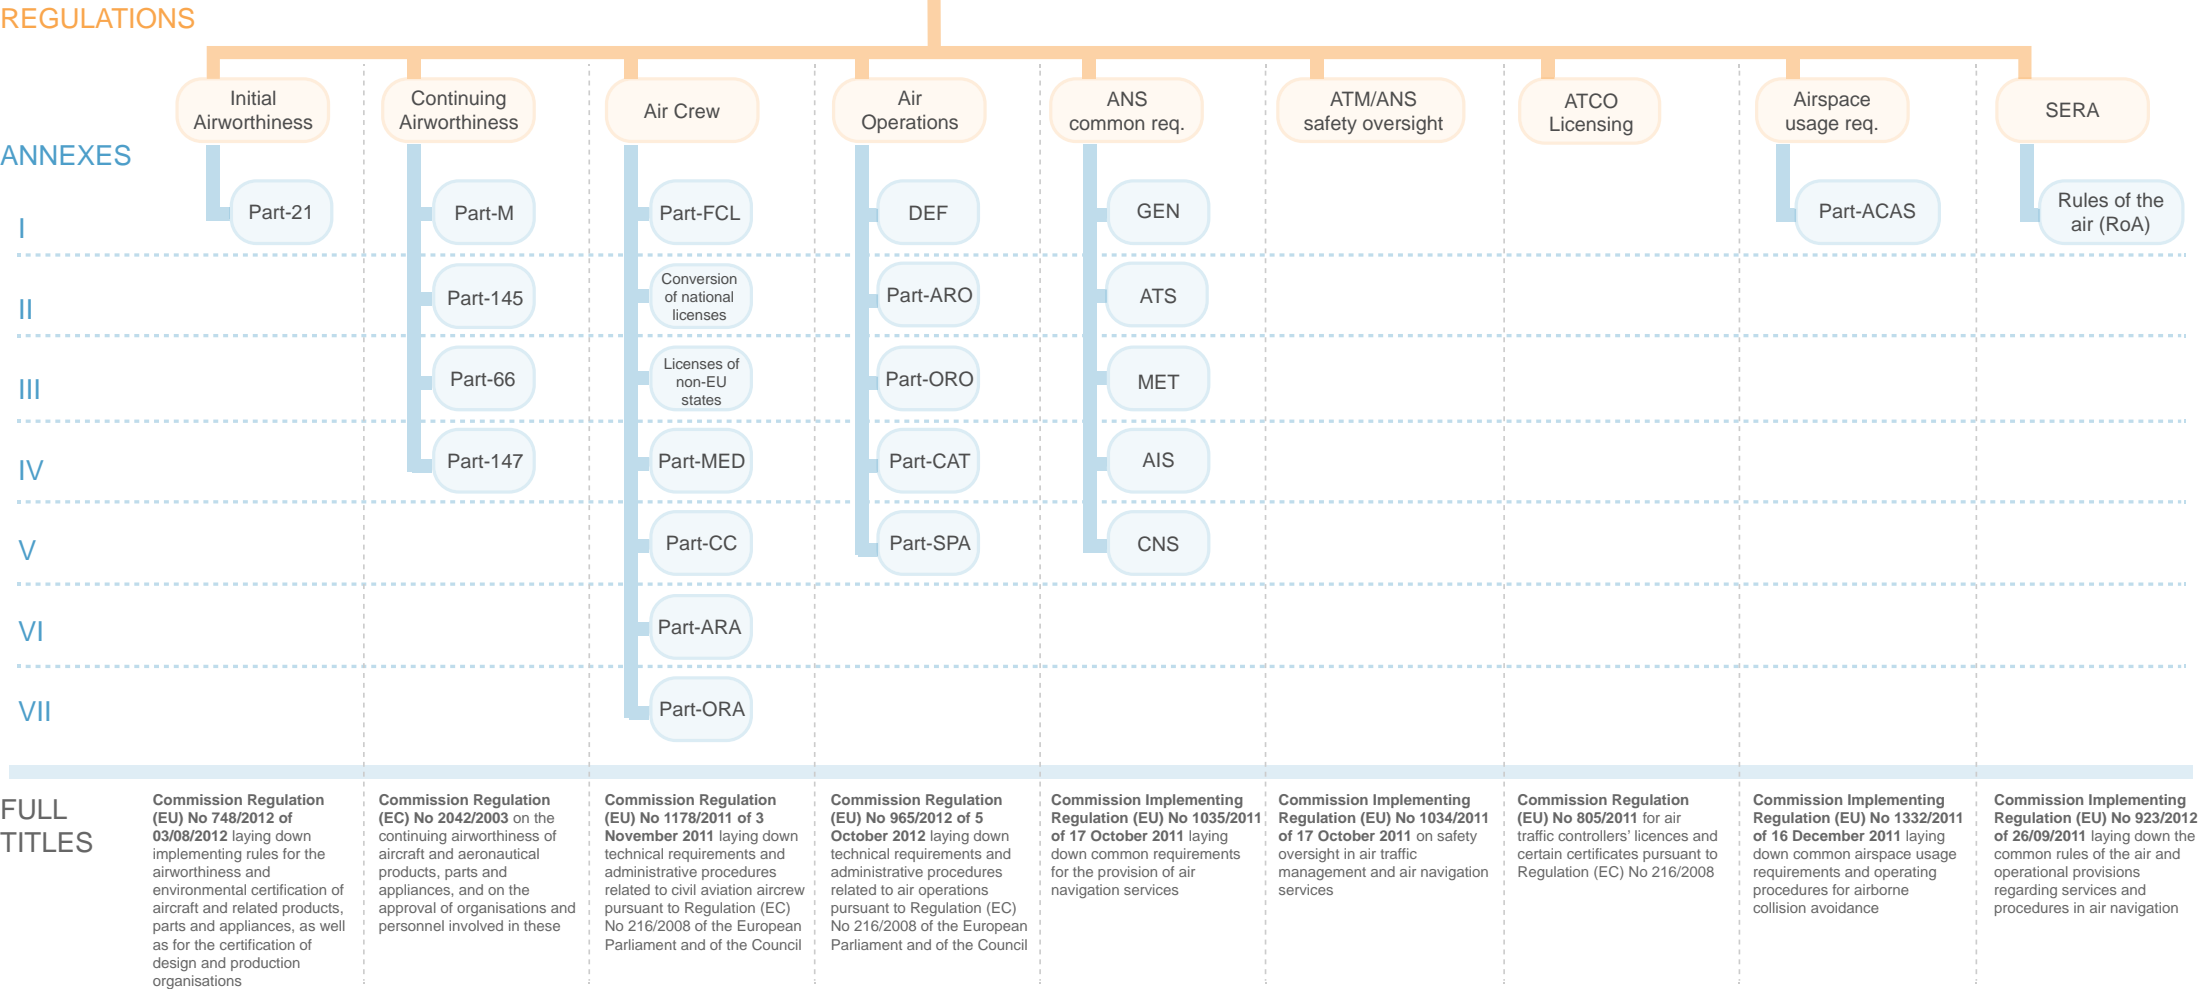 REGULATIONS
Initial
Airworthiness
Continuing
Airworthiness
Air Crew
Air
Operations
ANS
common req.
ATM/ANS
safety oversight
ATCO
Licensing
Airspace
usage req.
SERA
ANNEXES
I
Part-21
Part-M
Part-FCL
DEF
GEN
Part-ACAS
Rules of the
air (RoA)
II
Part-145
Conversion
of national
licenses
Part-ARO
ATS
III
Part-66
Licenses of
non-EU
states
Part-ORO
MET
IV
Part-147
Part-MED
Part-CAT
AIS
V
Part-CC
Part-SPA
CNS
VI
Part-ARA
VII
Part-ORA
FULL
TITLES
Commission Regulation
(EU) No 748/2012 of
03/08/2012 laying down
implementing rules for the
airworthiness and
environmental certification of
aircraft and related products,
parts and appliances, as well
as for the certification of
design and production
organisations
Commission Regulation
(EC) No 2042/2003 on the
continuing airworthiness of
aircraft and aeronautical
products, parts and
appliances, and on the
approval of organisations and
personnel involved in these
Commission Regulation
(EU) No 1178/2011 of 3
November 2011 laying down
technical requirements and
administrative procedures
related to civil aviation aircrew
pursuant to Regulation (EC)
No 216/2008 of the European
Parliament and of the Council
Commission Regulation
(EU) No 965/2012 of 5
October 2012 laying down
technical requirements and
administrative procedures
related to air operations
pursuant to Regulation (EC)
No 216/2008 of the European
Parliament and of the Council
Commission Implementing
Regulation (EU) No 1035/2011
of 17 October 2011 laying
down common requirements
for the provision of air
navigation services
Commission Implementing
Regulation (EU) No 1034/2011
of 17 October 2011 on safety
oversight in air traffic
management and air navigation
services
Commission Regulation
(EU) No 805/2011 for air
traffic controllers' licences and
certain certificates pursuant to
Regulation (EC) No 216/2008
Commission Implementing
Regulation (EU) No 1332/2011
of 16 December 2011 laying
down common airspace usage
requirements and operating
procedures for airborne
collision avoidance
Commission Implementing
Regulation (EU) No 923/2012
of 26/09/2011 laying down the
common rules of the air and
operational provisions
regarding services and
procedures in air navigation